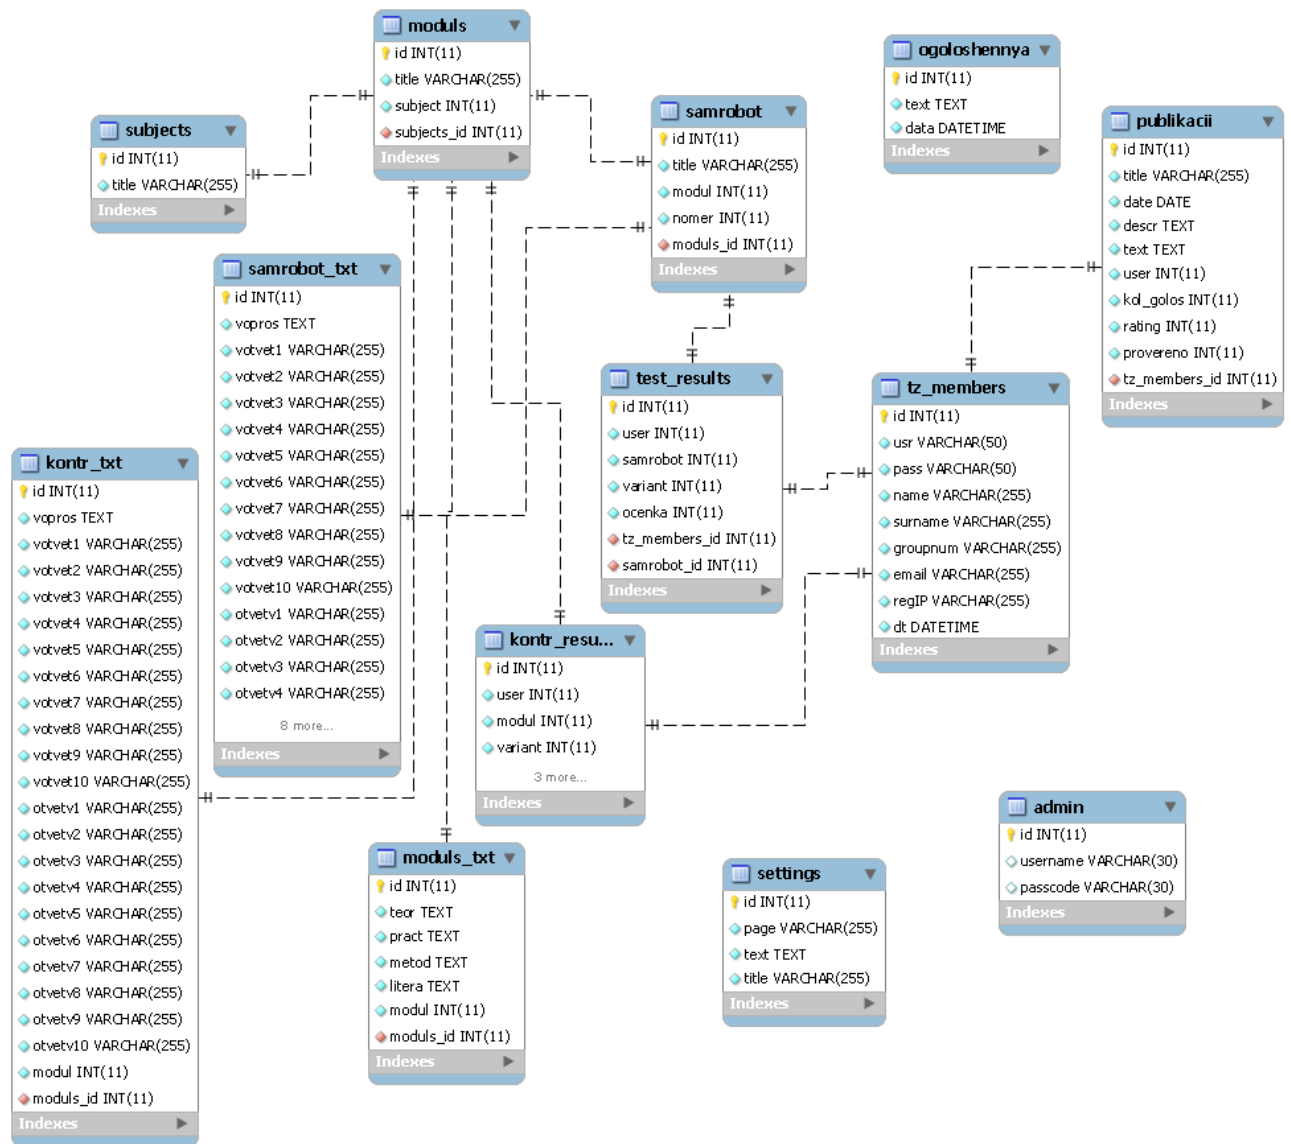 moduls
id INT(11)
title VARCHAR(255)
subject INT(11)
subjects_id INT(11)
Indexes
ogoloshennya
id INT(11)
text TEXT
data DATETIME
Indexes
subjects
id INT(11)
title VARCHAR(255)
Indexes
samrobot
id INT(11)
title VARCHAR(255)
modul INT(11)
nomer INT(11)
moduls_id INT(11)
Indexes
publikacii
id INT(11)
title VARCHAR(255)
date DATE
descr TEXT
text TEXT
user INT(11)
kol_golos INT(11)
rating INT(11)
provereno INT(11)
tz_members_id INT(11)
Indexes
samrobot_txt
id INT(11)
vopros TEXT
votvet1 VARCHAR(255)
votvet2 VARCHAR(255)
votvet3 VARCHAR(255)
votvet4 VARCHAR(255)
votvet5 VARCHAR(255)
votvet6 VARCHAR(255)
votvet7 VARCHAR(255)
votvet8 VARCHAR(255)
votvet9 VARCHAR(255)
votvet10 VARCHAR(255)
otvetv1 VARCHAR(255)
otvetv2 VARCHAR(255)
otvetv3 VARCHAR(255)
otvetv4 VARCHAR(255)
8 more...
Indexes
test_results
id INT(11)
user INT(11)
samrobot INT(11)
variant INT(11)
ocenka INT(11)
tz_members_id INT(11)
samrobot_id INT(11)
Indexes
tz_members
id INT(11)
usr VARCHAR(50)
pass VARCHAR(50)
name VARCHAR(255)
surname VARCHAR(255)
groupnum VARCHAR(255)
email VARCHAR(255)
regIP VARCHAR(255)
dt DATETIME
Indexes
kontr_txt
id INT(11)
vopros TEXT
votvet1 VARCHAR(255)
votvet2 VARCHAR(255)
votvet3 VARCHAR(255)
votvet4 VARCHAR(255)
votvet5 VARCHAR(255)
votvet6 VARCHAR(255)
votvet7 VARCHAR(255)
votvet8 VARCHAR(255)
votvet9 VARCHAR(255)
votvet10 VARCHAR(255)
otvetv1 VARCHAR(255)
otvetv2 VARCHAR(255)
otvetv3 VARCHAR(255)
otvetv4 VARCHAR(255)
otvetv5 VARCHAR(255)
otvetv6 VARCHAR(255)
otvetv7 VARCHAR(255)
otvetv8 VARCHAR(255)
otvetv9 VARCHAR(255)
otvetv10 VARCHAR(255)
modul INT(11)
moduls_id INT(11)
Indexes
kontr_resu...
id INT(11)
user INT(11)
modul INT(11)
variant INT(11)
3 more...
Indexes
moduls_txt
id INT(11)
teor TEXT
pract TEXT
metod TEXT
litera TEXT
modul INT(11)
moduls_id INT(11)
Indexes
settings
id INT(11)
page VARCHAR(255)
text TEXT
title VARCHAR(255)
Indexes
admin
id INT(11)
username VARCHAR(30)
passcode VARCHAR(30)
Indexes